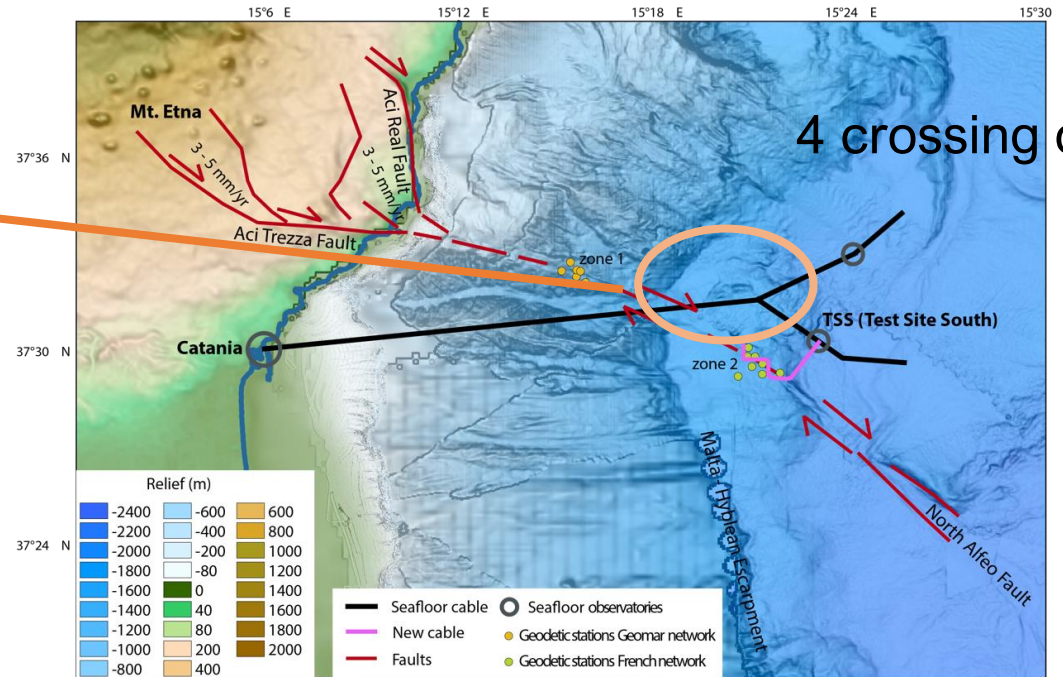 15°6 E 15°12 E 15°18 E 15°24 E 15°30
4 crossing
Mt. Etna
3 - 5 mm/yr
3 - 5 mm/yr
Aci Real Fault
37°36 N
Aci Trezza Fault
zone 1
TSS (Test Site South)
Catania
37°30 N
zone 2
Malta - Hyblean Escarpment
North Alfeo Fault
37°24 N
Relief (m)
-2400 -600 600
-2200 -400 800
-2000 -200 1000
-1800 -80 1200
-1600 0 1400
-1400 40 1600
-1200 80 1800
-1000 200 2000
-800 400
Seafloor cable Seafloor observatories
New cable Geodetic stations Geomar network
Faults Geodetic stations French network